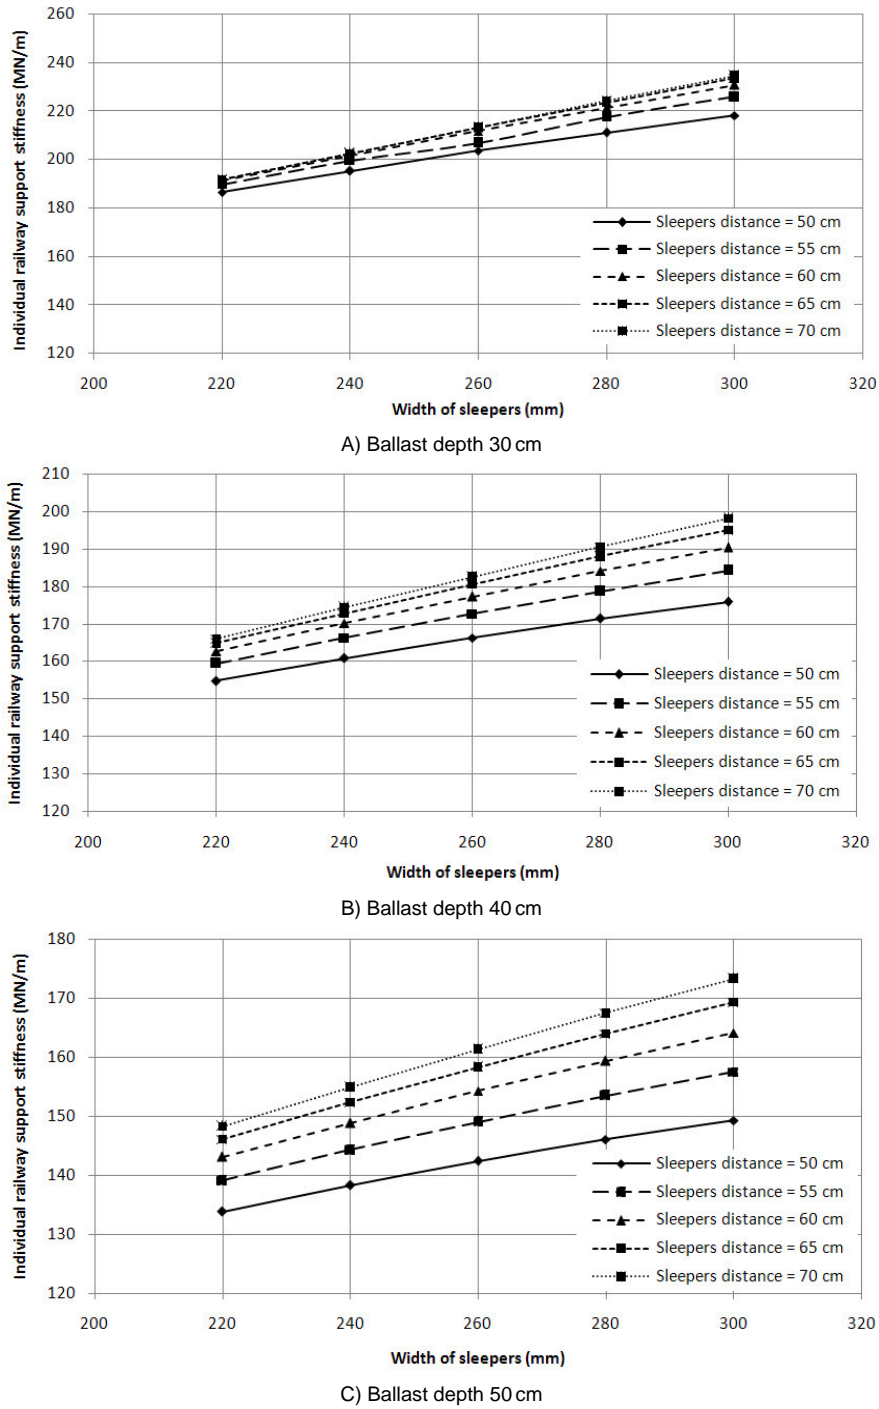 260
240
220
200
180
160
140
120
Individual railway support stiffness (MN/m)
Sleepers distance = 50 cm
Sleepers distance = 55 cm
Sleepers distance = 60 cm
Sleepers distance = 65 cm
Sleepers distance = 70 cm
200 220 240 260 280 300 320
Width of sleepers (mm)
A) Ballast depth 30 cm
210
200
190
180
170
160
150
140
130
120
Individual railway support stiffness (MN/m)
Sleepers distance = 50 cm
Sleepers distance = 55 cm
Sleepers distance = 60 cm
Sleepers distance = 65 cm
Sleepers distance = 70 cm
200 220 240 260 280 300 320
Width of sleepers (mm)
B) Ballast depth 40 cm
180
170
160
150
140
130
120
Individual railway support stiffness (MN/m)
Sleepers distance = 50 cm
Sleepers distance = 55 cm
Sleepers distance = 60 cm
Sleepers distance = 65 cm
Sleepers distance = 70 cm
200 220 240 260 280 300 320
Width of sleepers (mm)
C) Ballast depth 50 cm